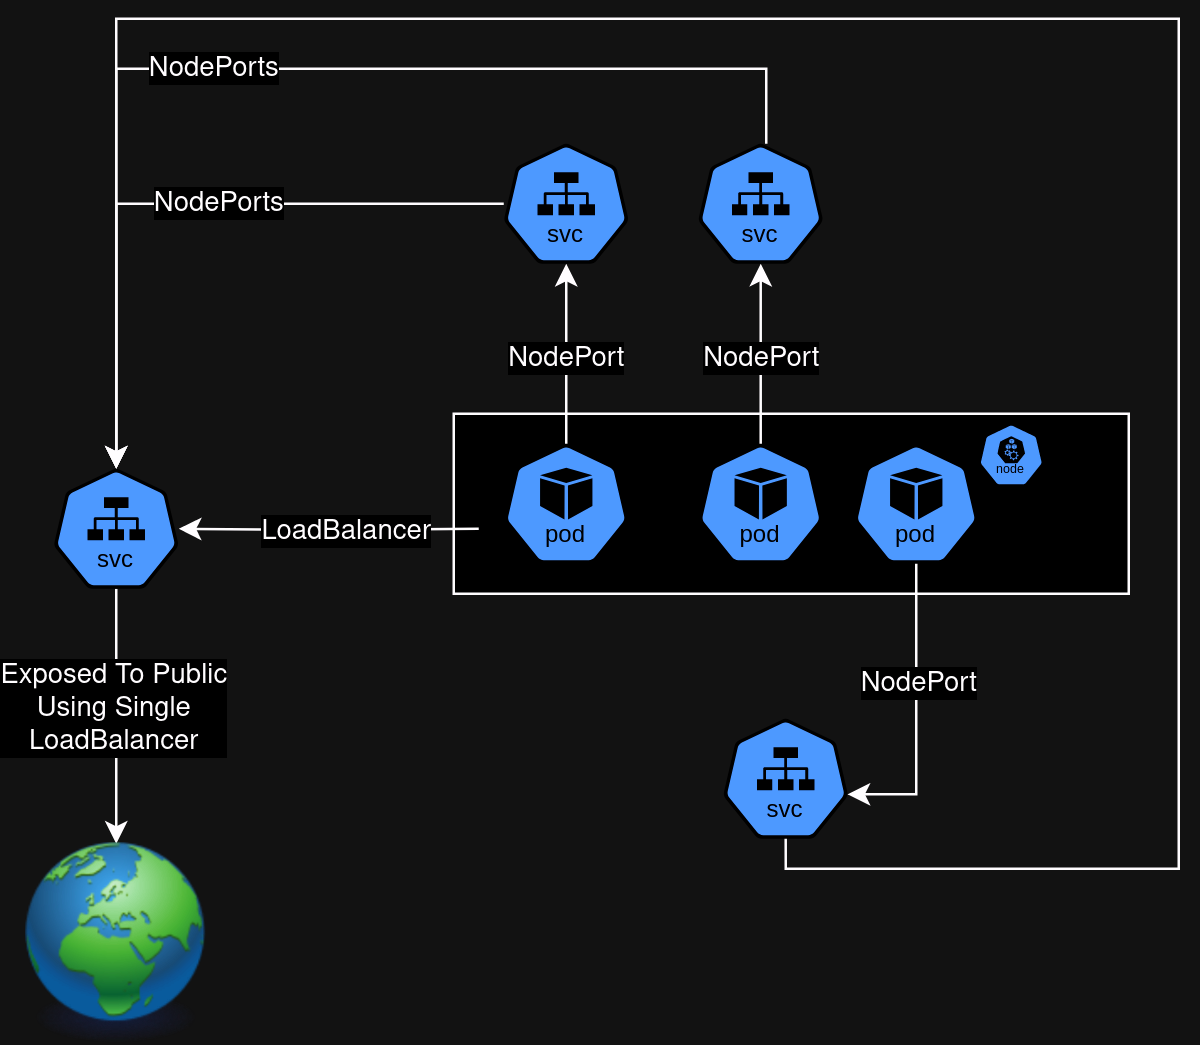 NodePorts
NodePorts
svc
svc
NodePort
NodePort
node
pod
pod
pod
LoadBalancer
svc
Exposed To Public
Using Single
LoadBalancer
NodePort
svc